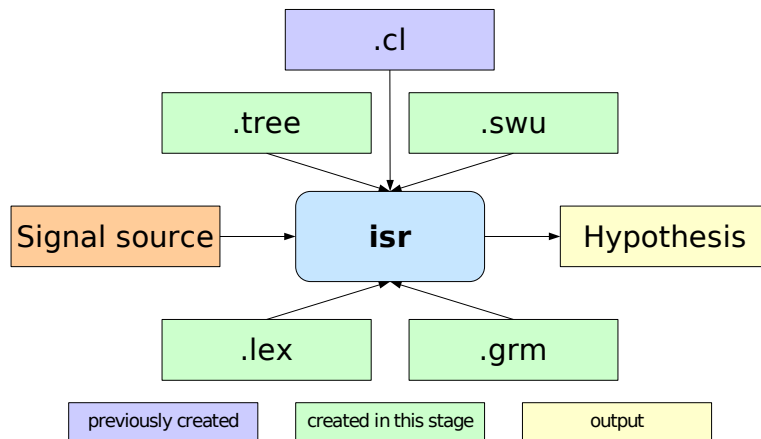 .cl
.tree
.swu
Signal source
isr
Hypothesis
.lex
.grm
previously created
created in this stage
output